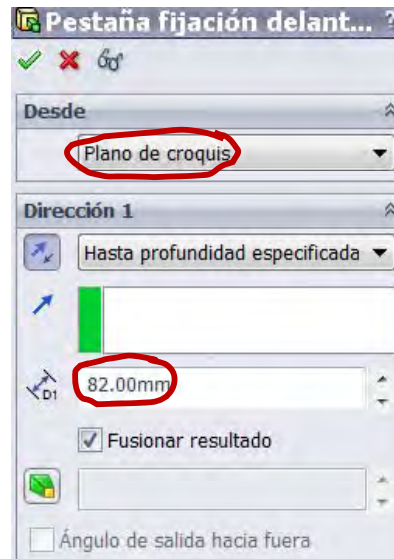 Pestaña fijación delant... ?
Desde
Plano de croquis
Dirección 1
Hasta profundidad especificada
D1 82.00mm
Fusionar resultado
Ángulo de salida hacia fuera